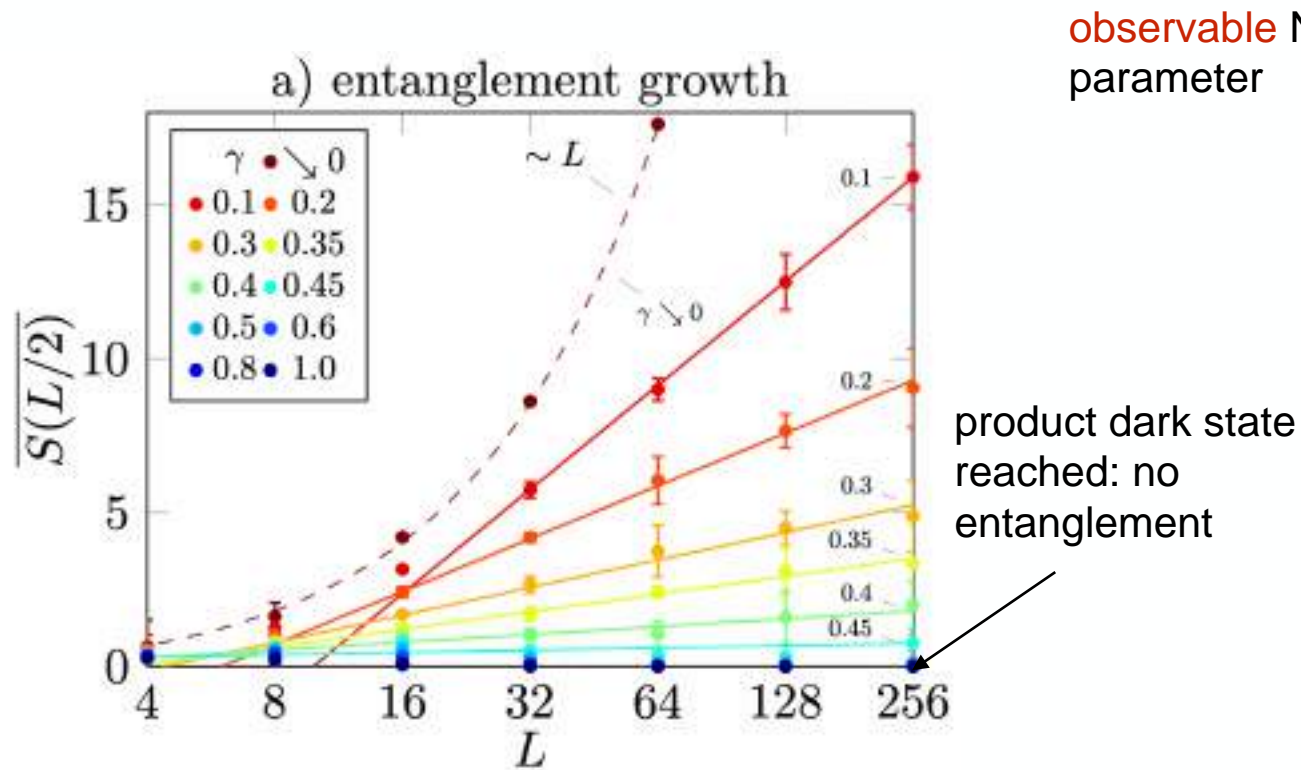 observable N
parameter
a) entanglement growth
γ ↘ 0
0.1 0.2
0.3 0.35
0.4 0.45
0.5 0.6
0.8 1.0
∼ L
γ ↘ 0
0.1
0.2
0.3
0.35
0.4
0.45
15
10
5
0
S(L/2)
4 8 16 32 64 128 256
L
product dark state
reached: no
entanglement